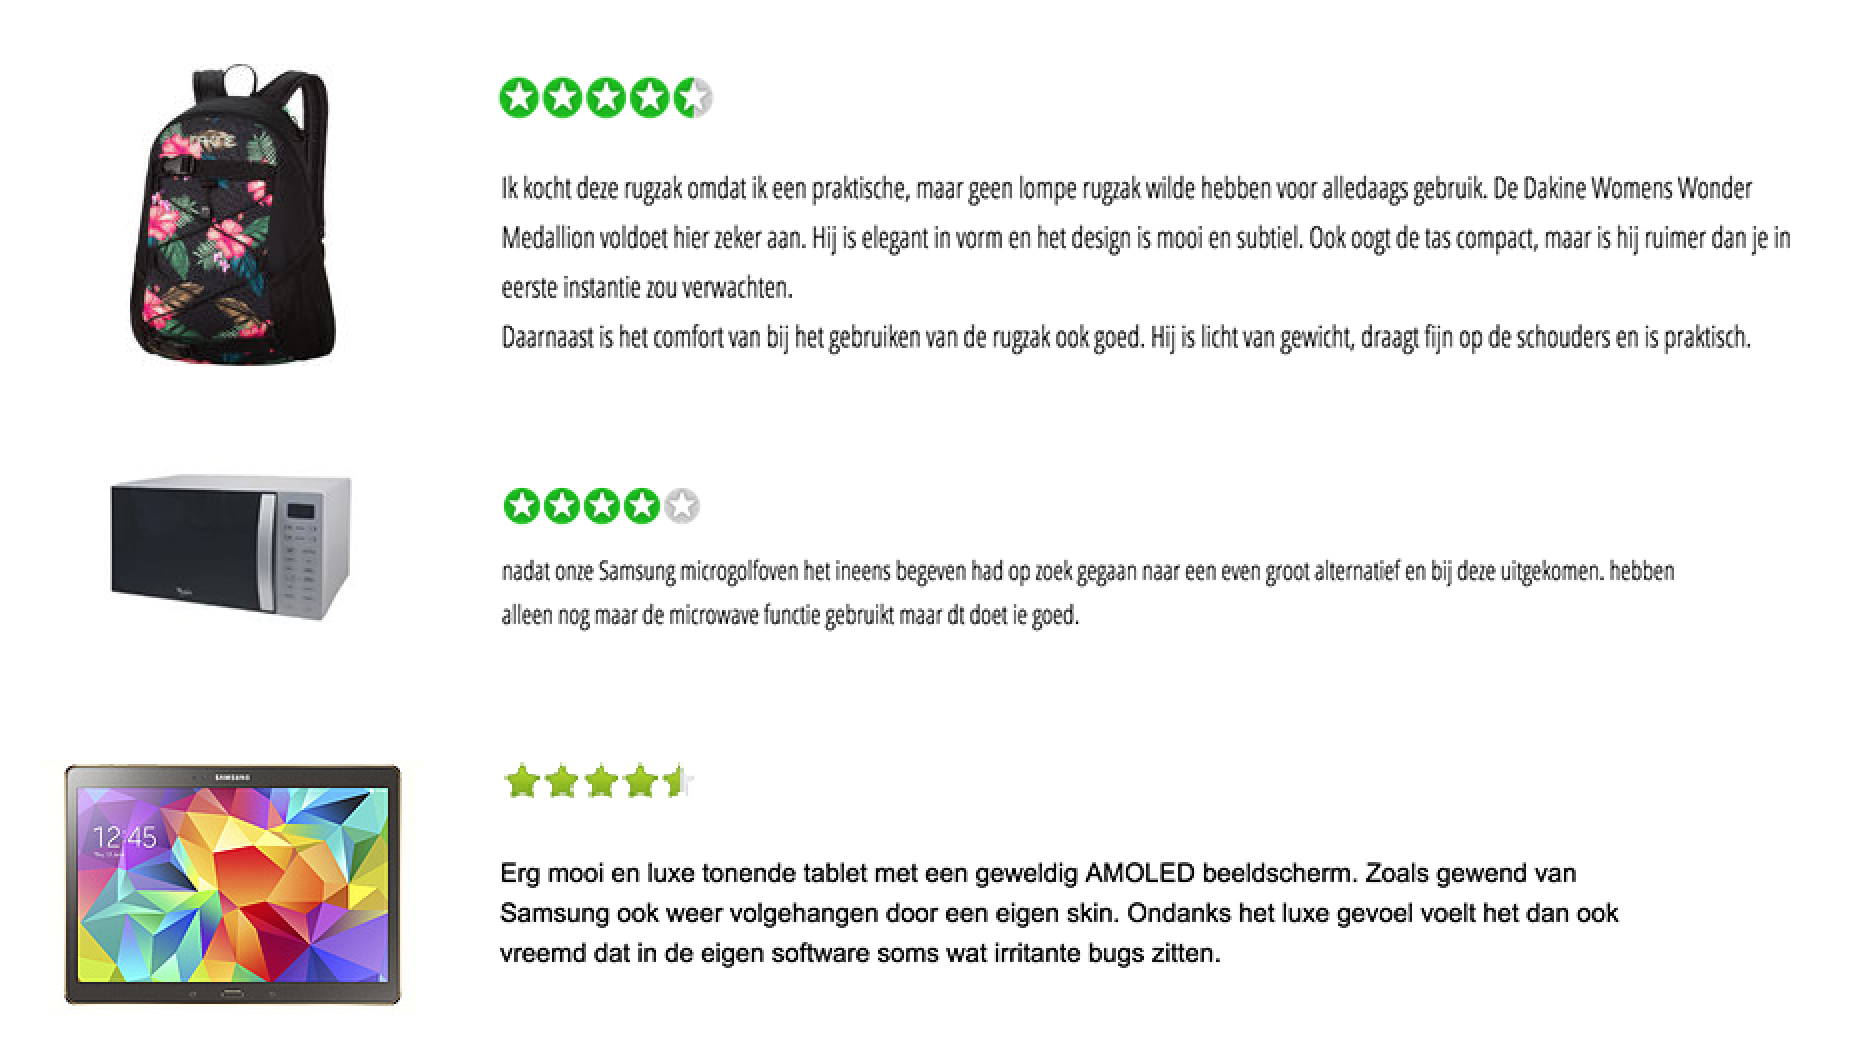 DAKINE
Ik kocht deze rugzak omdat ik een praktische, maar geen lompe rugzak wilde hebben voor alledaags gebruik. De Dakine Womens Wonder
Medallion voldoet hier zeker aan. Hij is elegant in vorm en het design is mooi en subtiel. Ook oogt de tas compact, maar is hij ruimer dan je in
eerste instantie zou verwachten.
Daarnaast is het comfort van bij het gebruiken van de rugzak ook goed. Hij is licht van gewicht, draagt fijn op de schouders en is praktisch.
nadat onze Samsung microgolfoven het ineens begeven had op zoek gegaan naar een even groot alternatief en bij deze uitgekomen. hebben
alleen nog maar de microwave functie gebruikt maar dt doet ie goed.
SAMSUNG
12:45
Erg mooi en luxe tonende tablet met een geweldig AMOLED beeldscherm. Zoals gewend van
Samsung ook weer volgehangen door een eigen skin. Ondanks het luxe gevoel voelt het dan ook
vreemd dat in de eigen software soms wat irritante bugs zitten.